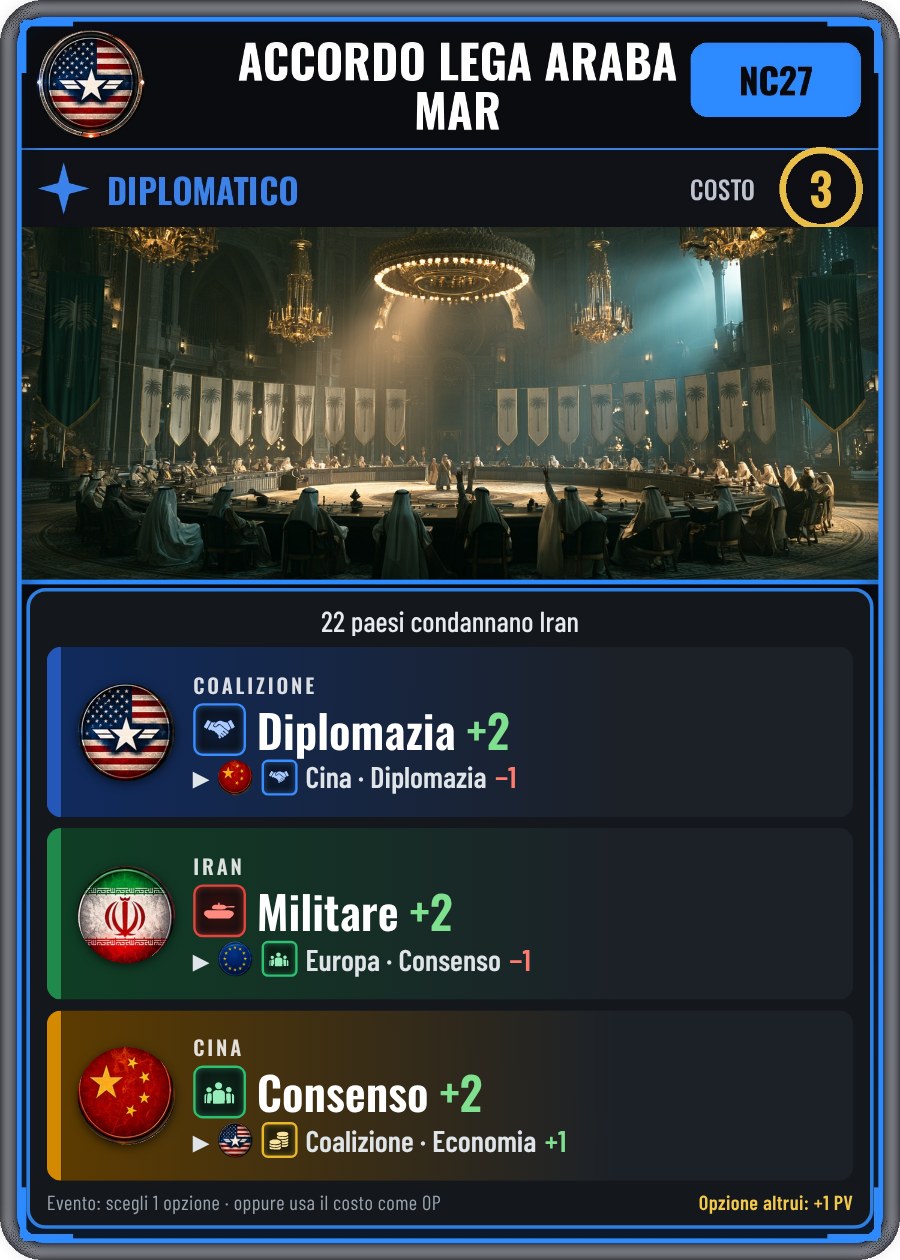 ACCORDO LEGA ARABA
MAR
NC27
DIPLOMATICO
COSTO
3
22 paesi condannano Iran
COALIZIONE
Diplomazia +2
▶ Cina · Diplomazia −1
IRAN
Militare +2
▶ Europa · Consenso −1
CINA
Consenso +2
▶ Coalizione · Economia +1
Evento: scegli 1 opzione · oppure usa il costo come OP
Opzione altrui: +1 PV